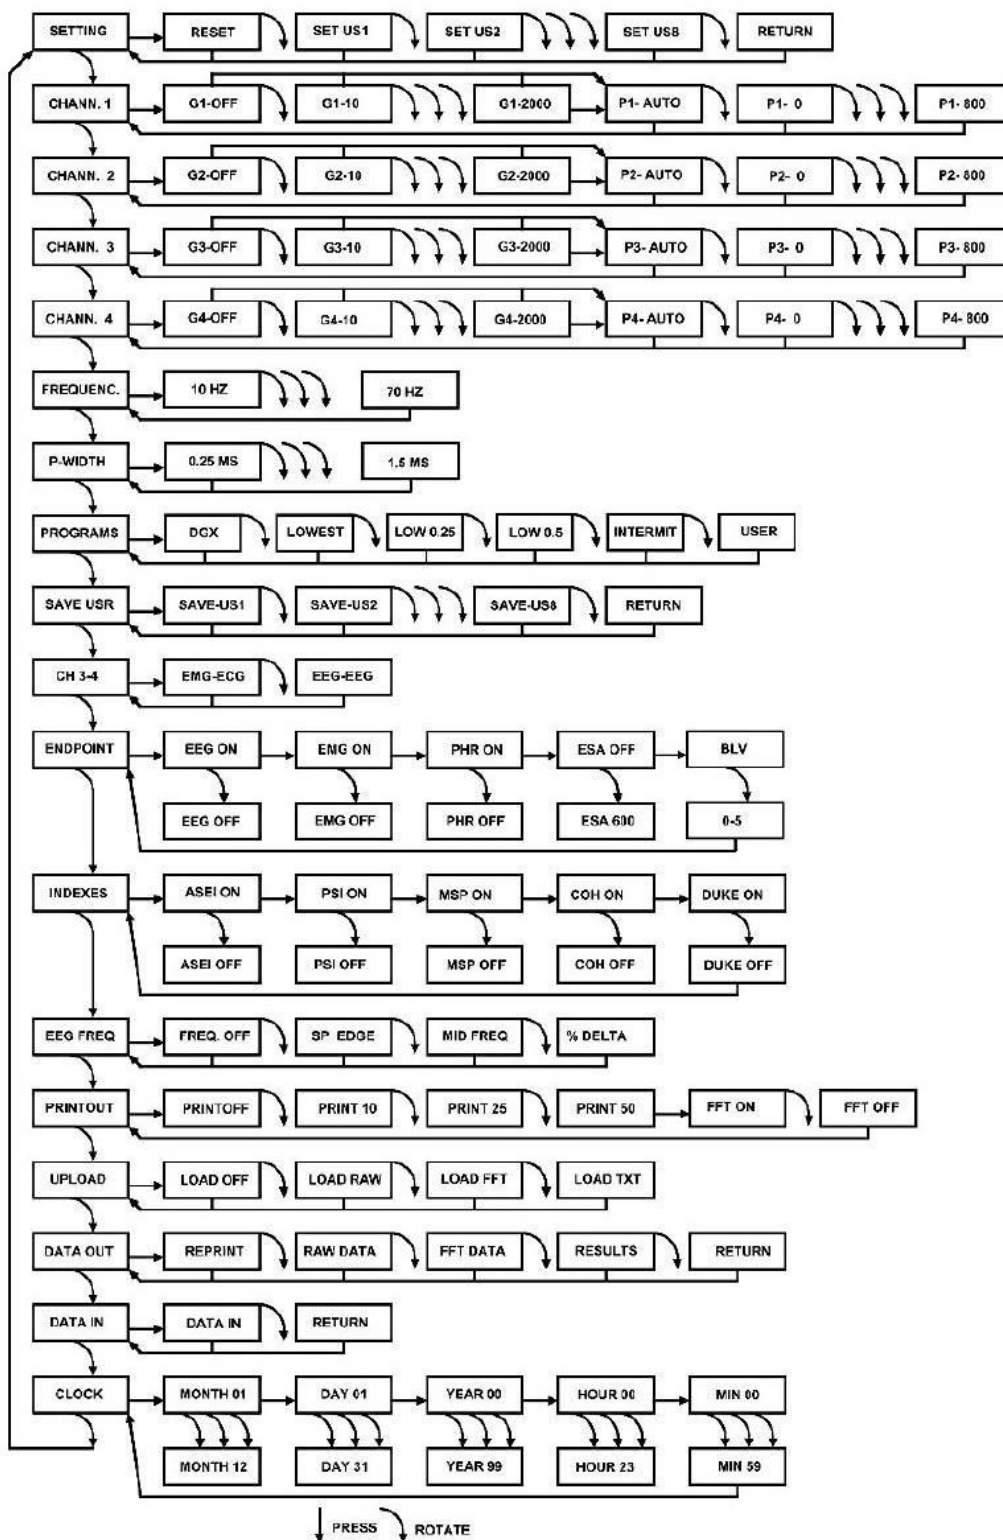 SETTING RESET SET US1 SET US2 SET US8 RETURN
CHANN. 1 G1-OFF G1-10 G1-2000 P1- AUTO P1- 0 P1- 800
CHANN. 2 G2-OFF G2-10 G2-2000 P2- AUTO P2- 0 P2- 800
CHANN. 3 G3-OFF G3-10 G3-2000 P3- AUTO P3- 0 P3- 800
CHANN. 4 G4-OFF G4-10 G4-2000 P4- AUTO P4- 0 P4- 800
FREQUENC. 10 HZ 70 HZ
P-WIDTH 0.25 MS 1.5 MS
PROGRAMS DGX LOWEST LOW 0.25 LOW 0.5 INTERMIT USER
SAVE USR SAVE-US1 SAVE-US2 SAVE-US8 RETURN
CH 3-4 EMG-ECG EEG-EEG
ENDPOINT EEG ON EMG ON PHR ON ESA OFF BLV
EEG OFF EMG OFF PHR OFF ESA 600 0-5
INDEXES ASEI ON PSI ON MSP ON COH ON DUKE ON
ASEI OFF PSI OFF MSP OFF COH OFF DUKE OFF
EEG FREQ FREQ. OFF SP EDGE MID FREQ % DELTA
PRINTOUT PRINTOFF PRINT 10 PRINT 25 PRINT 50 FFT ON FFT OFF
UPLOAD LOAD OFF LOAD RAW LOAD FFT LOAD TXT
DATA OUT REPRINT RAW DATA FFT DATA RESULTS RETURN
DATA IN DATA IN RETURN
CLOCK MONTH 01 DAY 01 YEAR 00 HOUR 00 MIN 00
MONTH 12 DAY 31 YEAR 99 HOUR 23 MIN 59
PRESS ROTATE